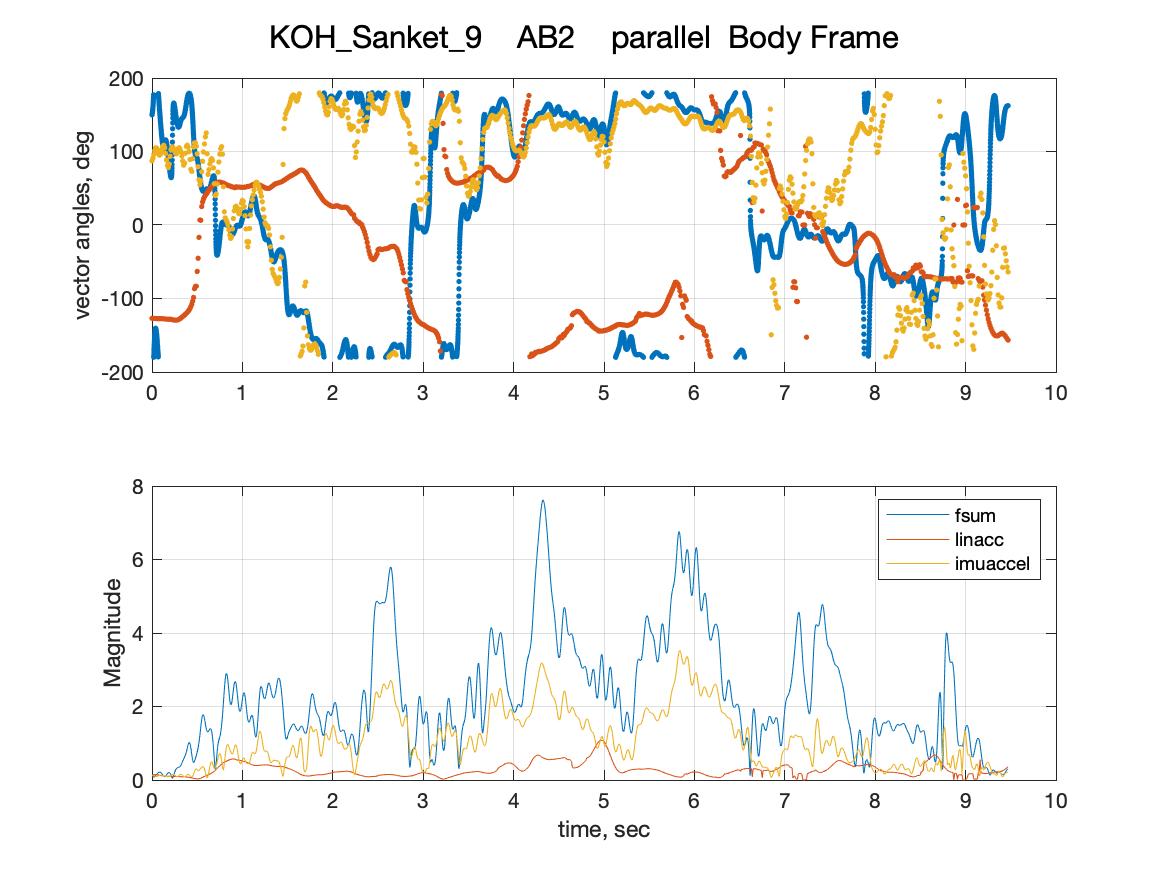 KOH_Sanket_9 AB2 parallel Body Frame
200
100
0
-100
-200
vector angles, deg
0 1 2 3 4 5 6 7 8 9 10
8
6
4
2
0
Magnitude
fsum
linacc
imuaccel
0 1 2 3 4 5 6 7 8 9 10
time, sec